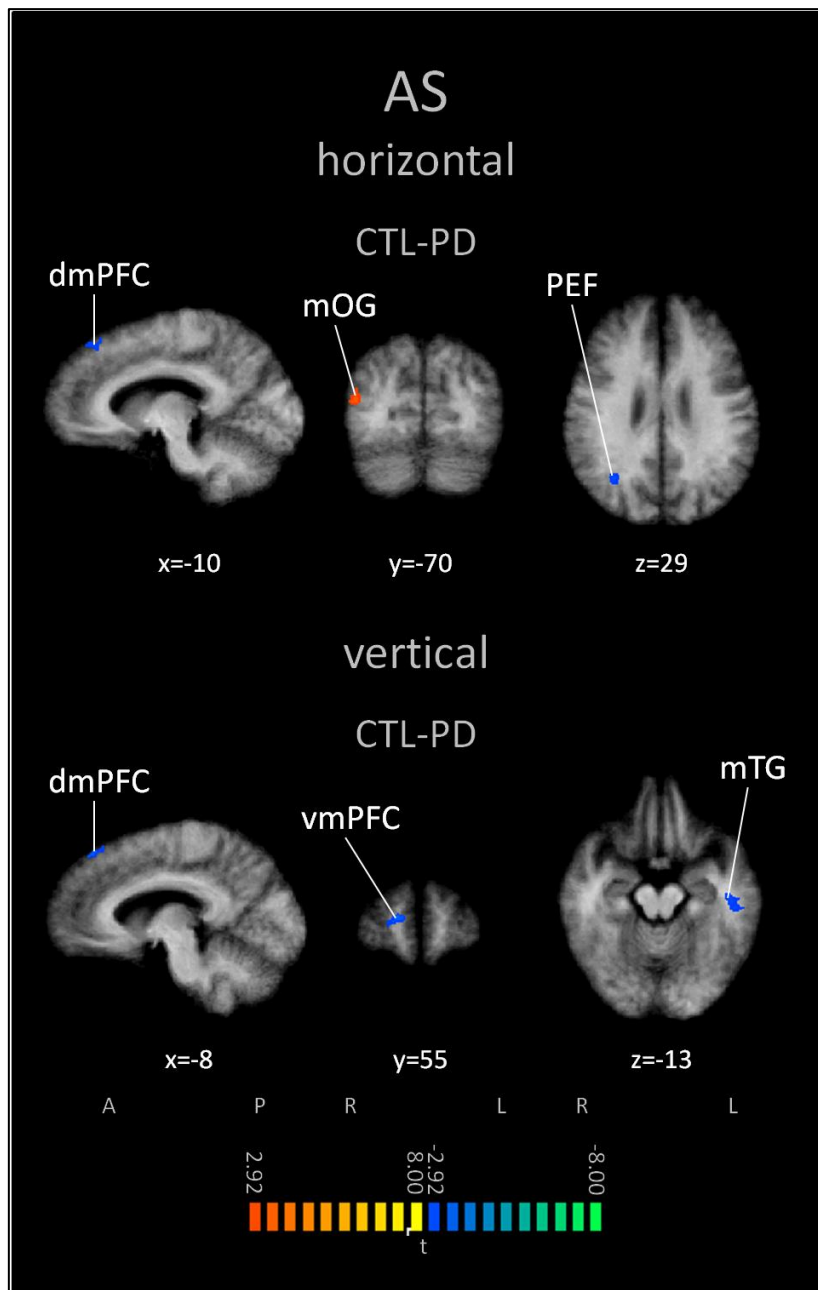 AS
horizontal
CTL-PD
dmPFC
mOG
PEF
x=-10
y=-70
z=29
vertical
CTL-PD
dmPFC
vmPFC
mTG
x=-8
y=55
z=-13
A P R L R L
2.92 8.00 -2.92 -8.00
t